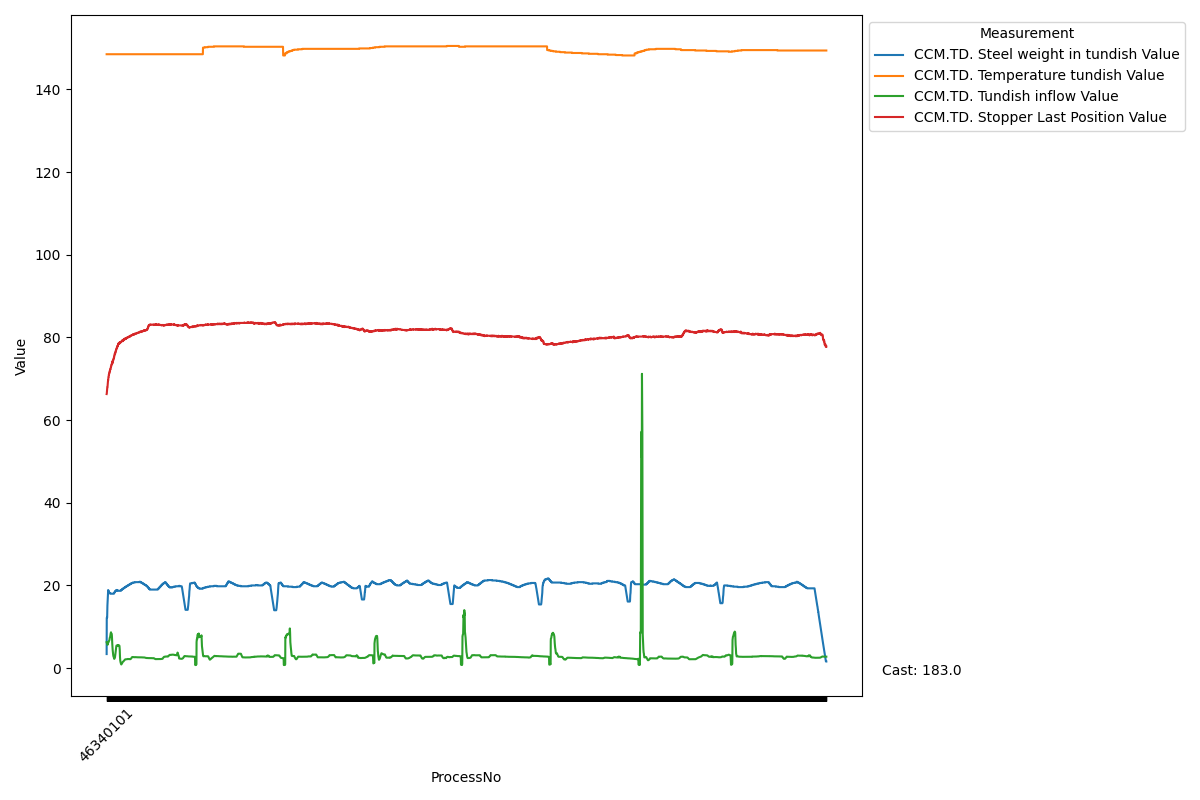 Measurement
CCM.TD. Steel weight in tundish Value
CCM.TD. Temperature tundish Value
CCM.TD. Tundish inflow Value
CCM.TD. Stopper Last Position Value
140
120
100
80
60
40
20
0
Value
Cast: 183.0
46340101
ProcessNo